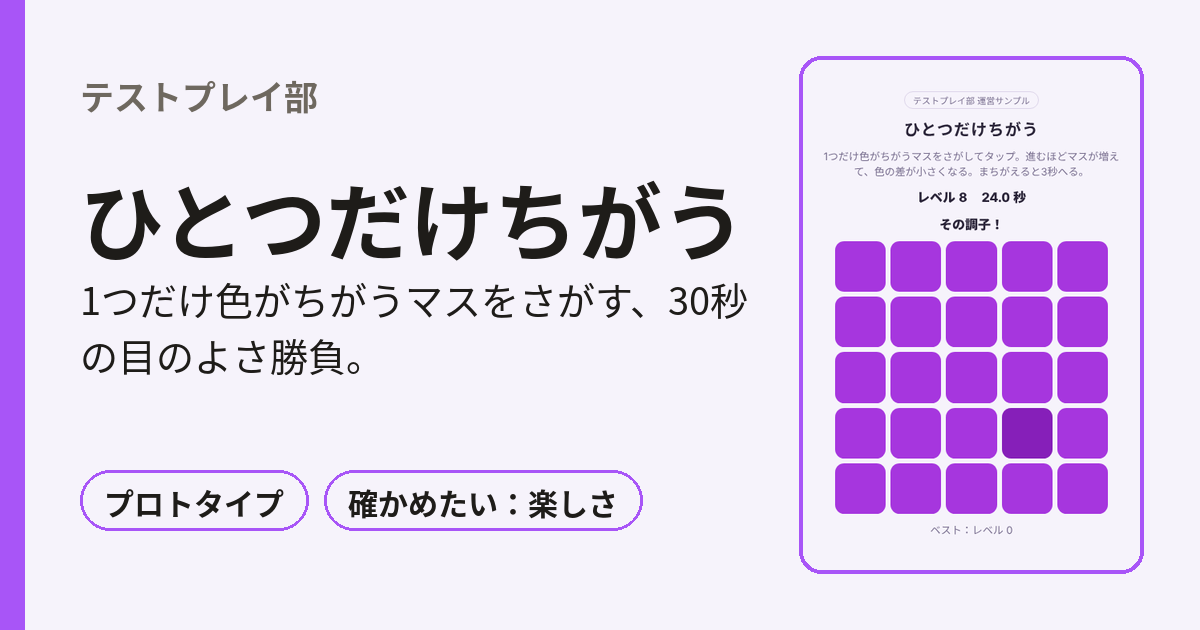 テストプレイ部
ひとつだけちがう
1つだけ色がちがうマスをさがす、30秒
の目のよさ勝負。
プロトタイプ
確かめたい：楽しさ
テストプレイ部 運営サンプル
ひとつだけちがう
1つだけ色がちがうマスをさがしてタップ。進むほどマスが増え
て、色の差が小さくなる。まちがえると3秒へる。
レベル 8 24.0 秒
その調子！
ベスト：レベル 0